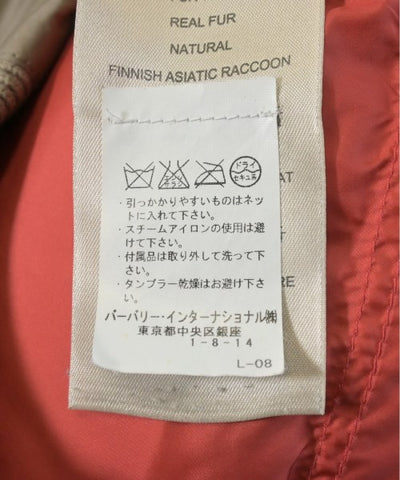 REAL FUR
NATURAL
FINNISH ASIATIC RACCOON
ドライ
セキユ系
・引っかかりやすいものはネッ
トに入れて下さい。
・スチームアイロンの使用は避
けて下さい。
・付属品は取り外して洗って下
さい。
・タンブラー乾燥はお避け下さ
い。
バーバリー・インターナショナル㈱
東京都中央区銀座
1-8-14
L-08